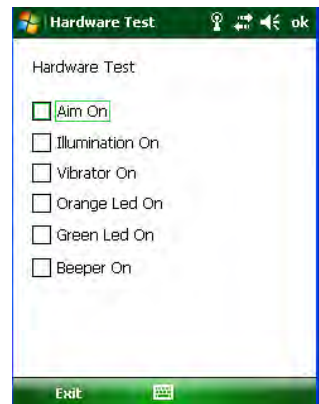 Hardware Test ok
Hardware Test
Aim On
Illumination On
Vibrator On
Orange Led On
Green Led On
Beeper On
Exit